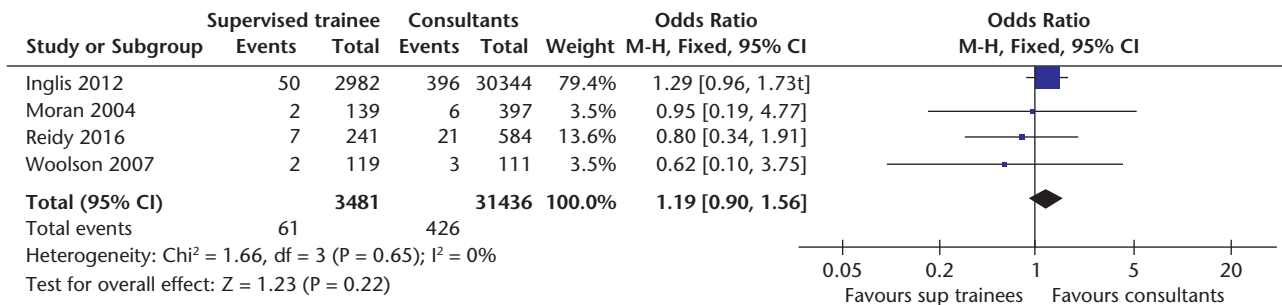 Supervised trainee Consultants Odds Ratio Odds Ratio
Study or Subgroup Events Total Events Total Weight M-H, Fixed, 95% CI M-H, Fixed, 95% CI
Inglis 2012 50 2982 396 30344 79.4% 1.29 [0.96, 1.73t]
Moran 2004 2 139 6 397 3.5% 0.95 [0.19, 4.77]
Reidy 2016 7 241 21 584 13.6% 0.80 [0.34, 1.91]
Woolson 2007 2 119 3 111 3.5% 0.62 [0.10, 3.75]
Total (95% CI) 3481 31436 100.0% 1.19 [0.90, 1.56]
Total events 61 426
Heterogeneity: Chi² = 1.66, df = 3 (P = 0.65); I² = 0%
Test for overall effect: Z = 1.23 (P = 0.22)
0.05 0.2 1 5 20
Favours sup trainees Favours consultants